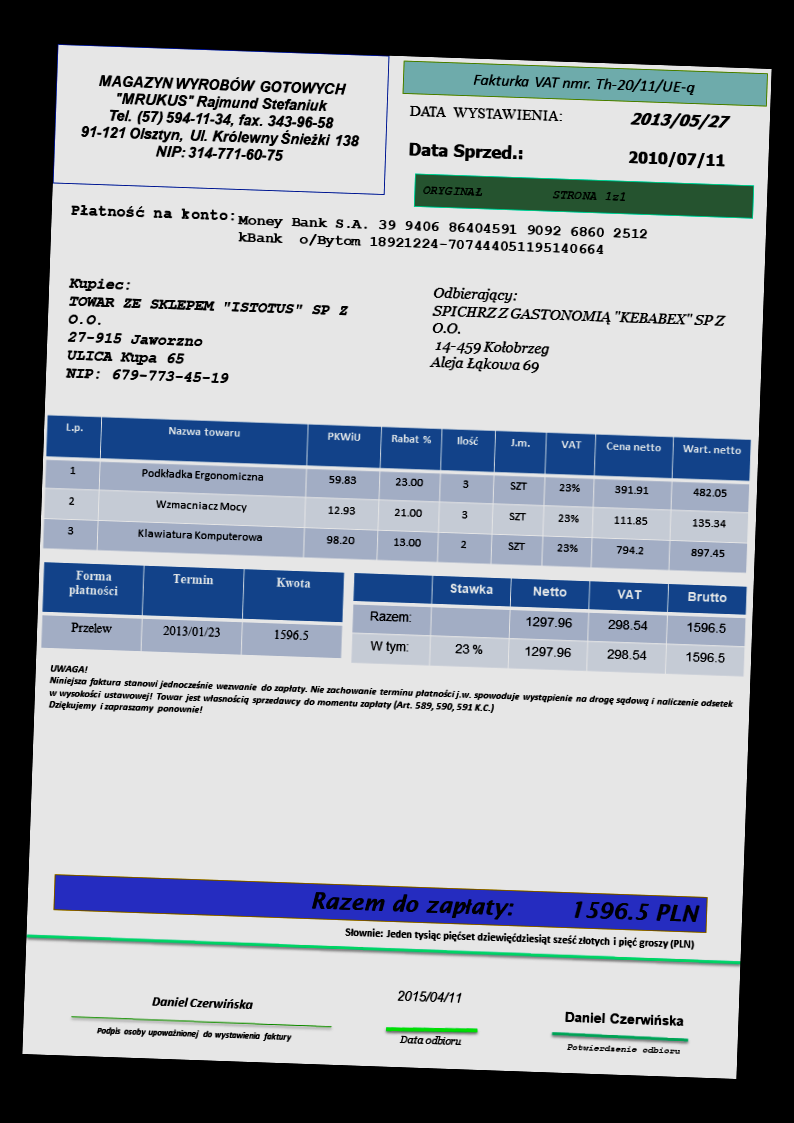 MAGAZYN WYROBÓW GOTOWYCH
"MRUKUS" Rajmund Stefaniuk
Tel. (57) 594-11-34, fax. 343-96-58
91-121 Olsztyn, Ul. Królewny Śnieżki 138
NIP: 314-771-60-75
Fakturka VAT nmr. Th-20/11/UE-q
DATA WYSTAWIENIA: 2013/05/27
Data Sprzed.: 2010/07/11
ORYGINAŁ STRONA 1z1
Płatność na konto: Money Bank S.A. 39 9406 86404591 9092 6860 2512
kBank o/Bytom 18921224-707444051195140664
Kupiec:
TOWAR ZE SKLEPEM "ISTOTUS" SP Z
O.O.
27-915 Jaworzno
ULICA Kupa 65
NIP: 679-773-45-19
Odbierający:
SPICHRZ Z GASTONOMIĄ "KEBABEX" SP Z
O.O.
14-459 Kołobrzeg
Aleja Łąkowa 69
L.p. Nazwa towaru PKWiU Rabat % Ilość J.m. VAT Cena netto Wart. netto
1 Podkładka Ergonomiczna 59.83 23.00 3 SZT 23% 391.91 482.05
2 Wzmacniacz Mocy 12.93 21.00 3 SZT 23% 111.85 135.34
3 Klawiatura Komputerowa 98.20 13.00 2 SZT 23% 794.2 897.45
Forma płatności Termin Kwota
Przelew 2013/01/23 1596.5
Stawka Netto VAT Brutto
Razem: 1297.96 298.54 1596.5
W tym: 23 % 1297.96 298.54 1596.5
UWAGA!
Niniejsza faktura stanowi jednocześnie wezwanie do zapłaty. Nie zachowanie terminu płatności j.w. spowoduje wystąpienie na drogę sądową i naliczenie odsetek
w wysokości ustawowej! Towar jest własnością sprzedawcy do momentu zapłaty (Art. 589, 590, 591 K.C.)
Dziękujemy i zapraszamy ponownie!
Razem do zapłaty: 1596.5 PLN
Słownie: Jeden tysiąc pięćset dziewięćdziesiąt sześć złotych i pięć groszy (PLN)
Daniel Czerwińska
Podpis osoby upoważnionej do wystawienia faktury
2015/04/11
Data odbioru
Daniel Czerwińska
Potwierdzenie odbioru